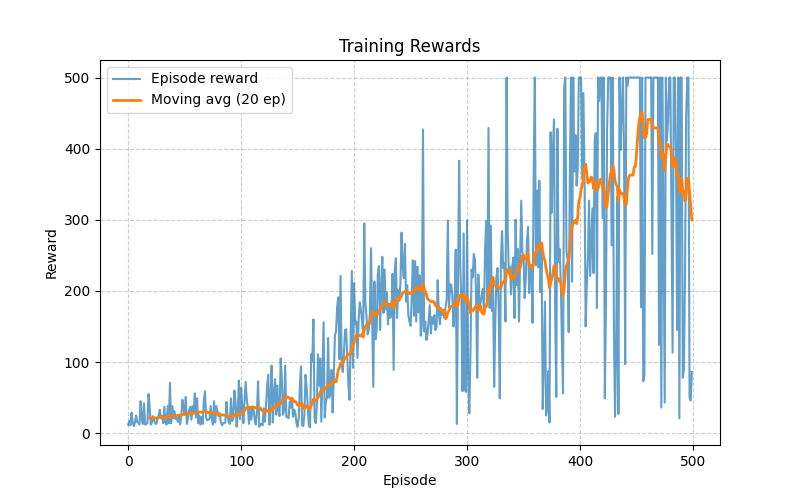 Training Rewards
Episode reward
Moving avg (20 ep)
500
400
300
200
100
0
Reward
0 100 200 300 400 500
Episode